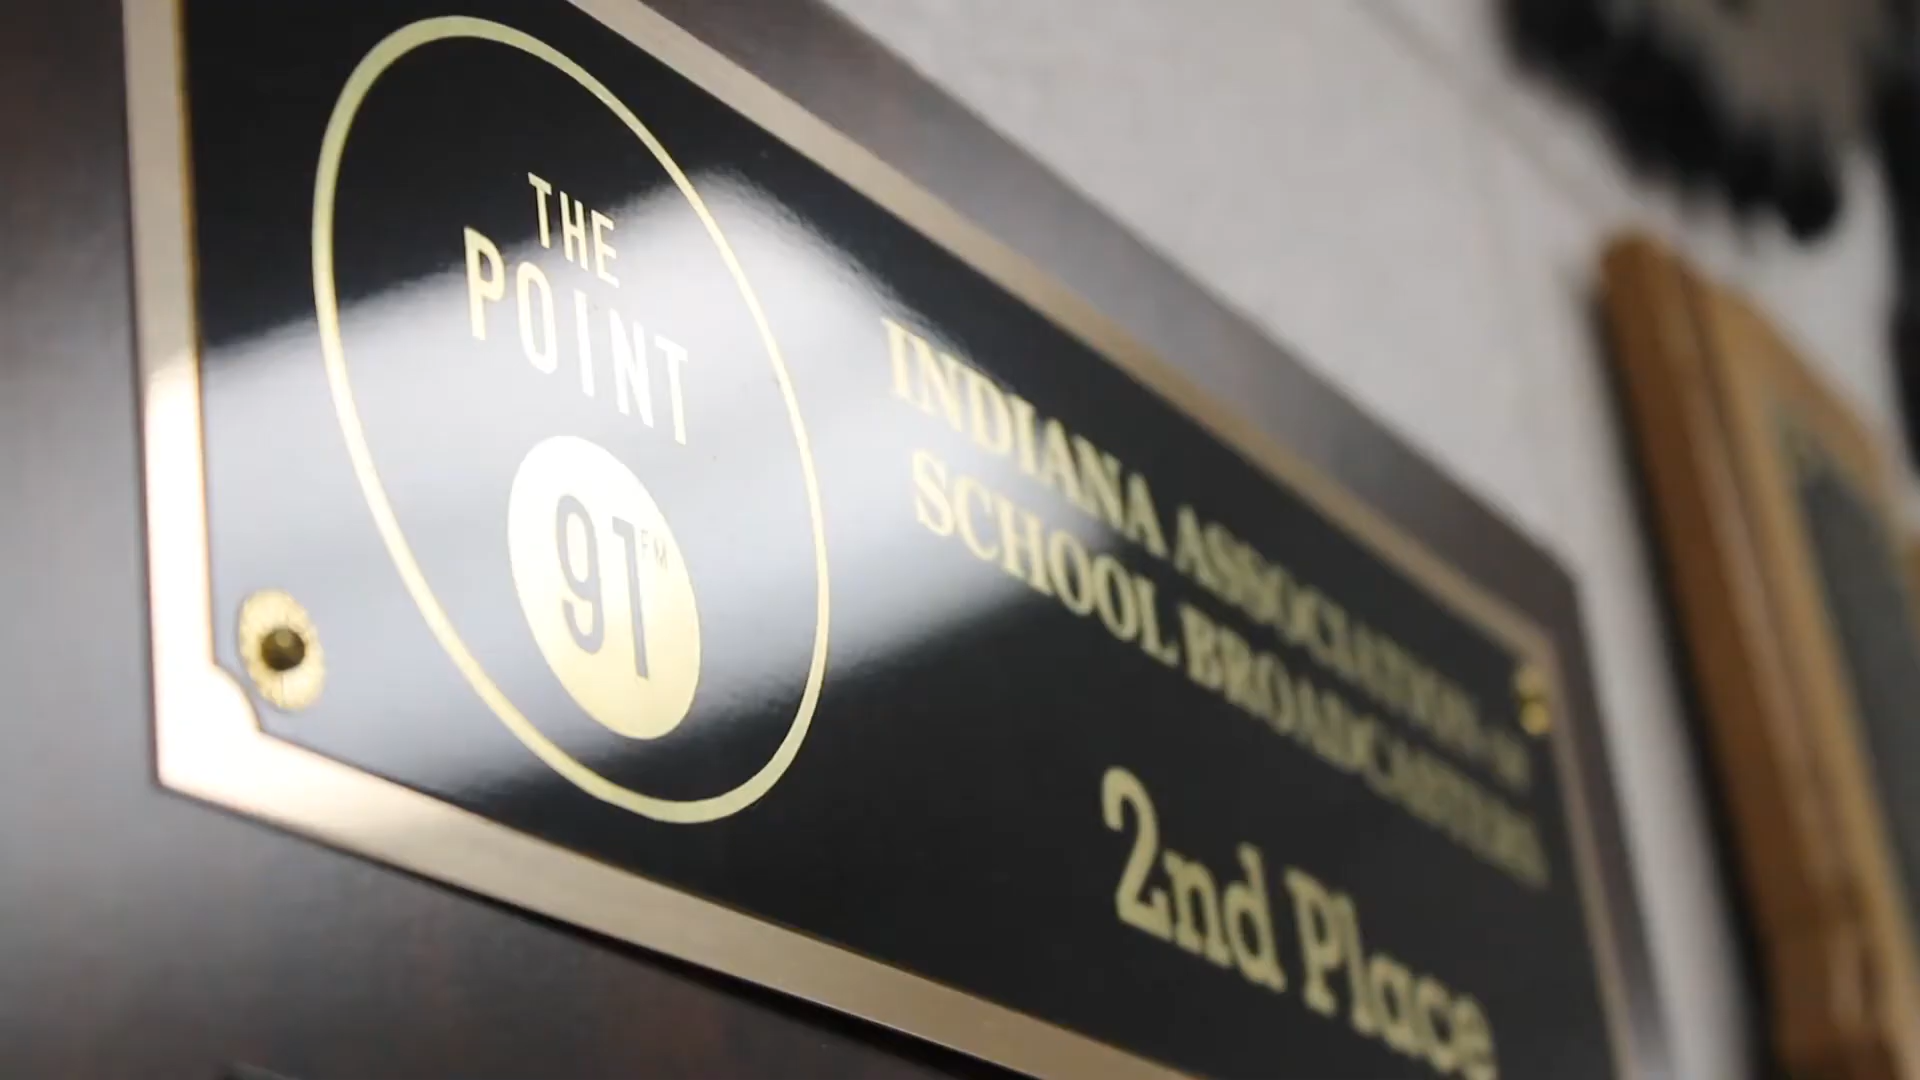 THE
POINT
91 FM
INDIANA ASSOCIATION OF
SCHOOL BROADCASTERS
2nd Place